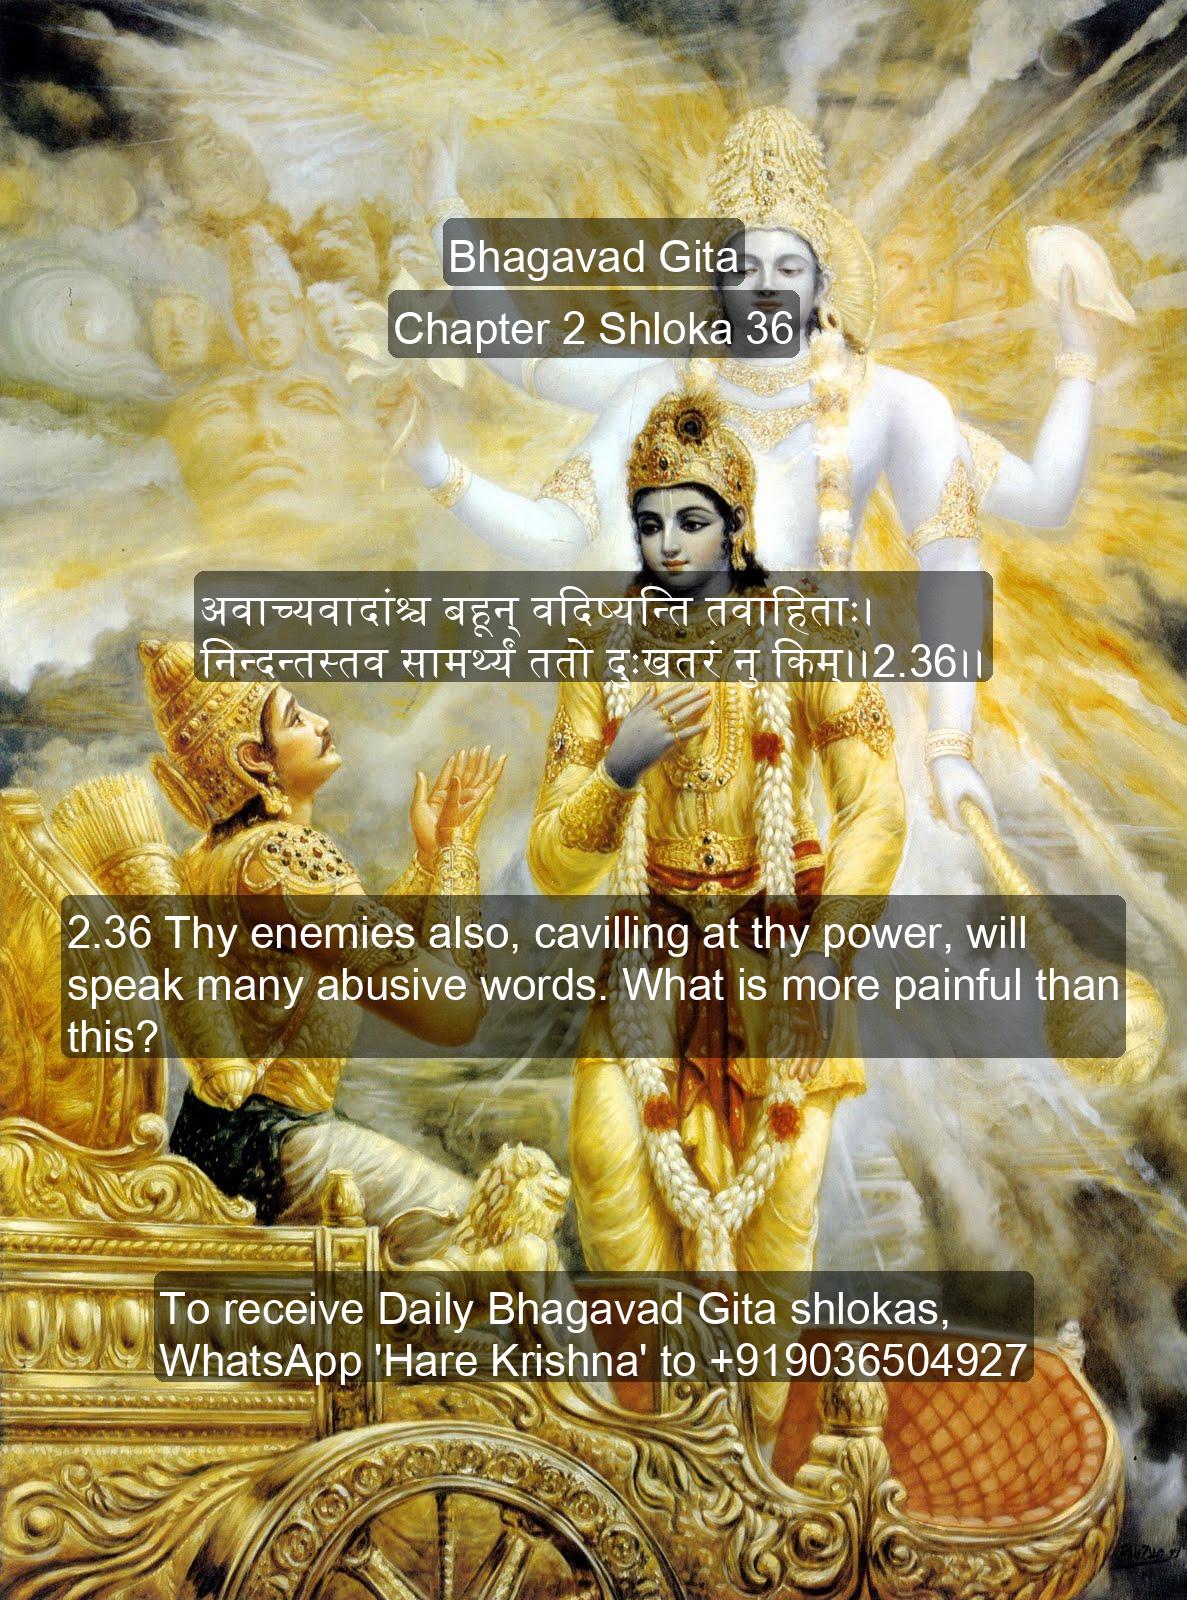 Bhagavad Gita
Chapter 2 Shloka 36
अवाच्यवादांश्च बहून् वदिष्यन्ति तवाहिताः।
निन्दन्तस्तव सामर्थ्यं ततो दुःखतरं नु किम्।।2.36।।
2.36 Thy enemies also, cavilling at thy power, will
speak many abusive words. What is more painful than
this?
To receive Daily Bhagavad Gita shlokas,
WhatsApp 'Hare Krishna' to +919036504927